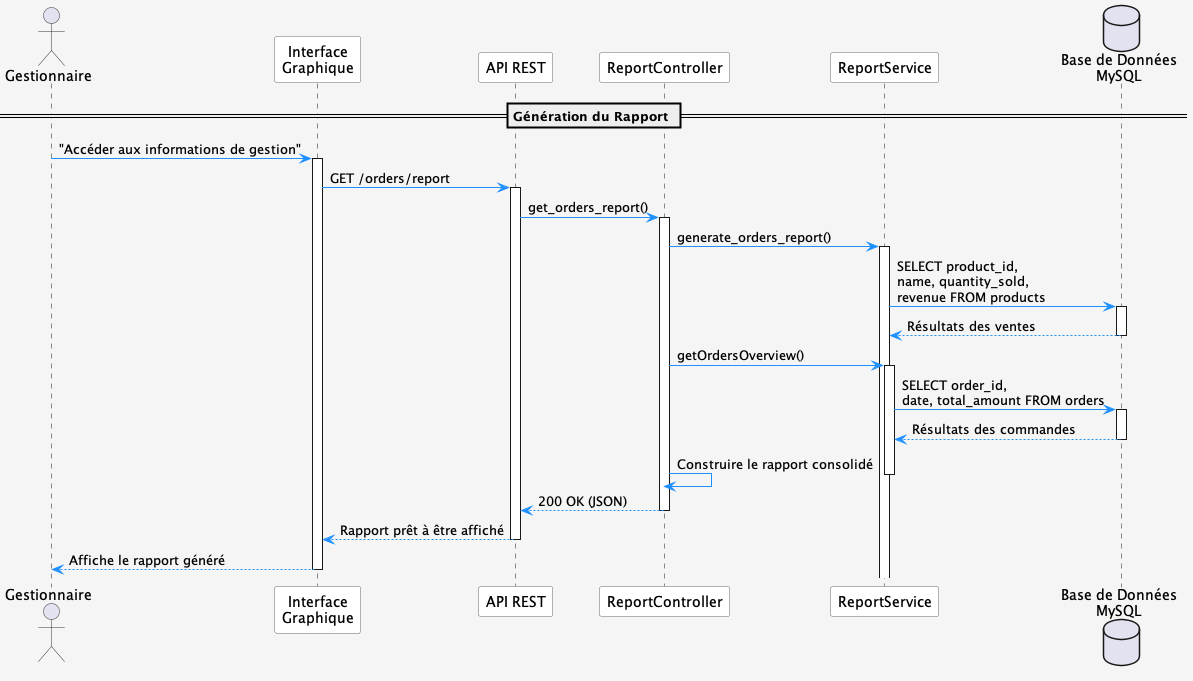 Gestionnaire
Interface
Graphique
API REST
ReportController
ReportService
Base de Données
MySQL
Génération du Rapport
"Accéder aux informations de gestion"
GET /orders/report
get_orders_report()
generate_orders_report()
SELECT product_id,
name, quantity_sold,
revenue FROM products
Résultats des ventes
getOrdersOverview()
SELECT order_id,
date, total_amount FROM orders
Résultats des commandes
Construire le rapport consolidé
200 OK (JSON)
Rapport prêt à être affiché
Affiche le rapport généré
Gestionnaire
Interface
Graphique
API REST
ReportController
ReportService
Base de Données
MySQL